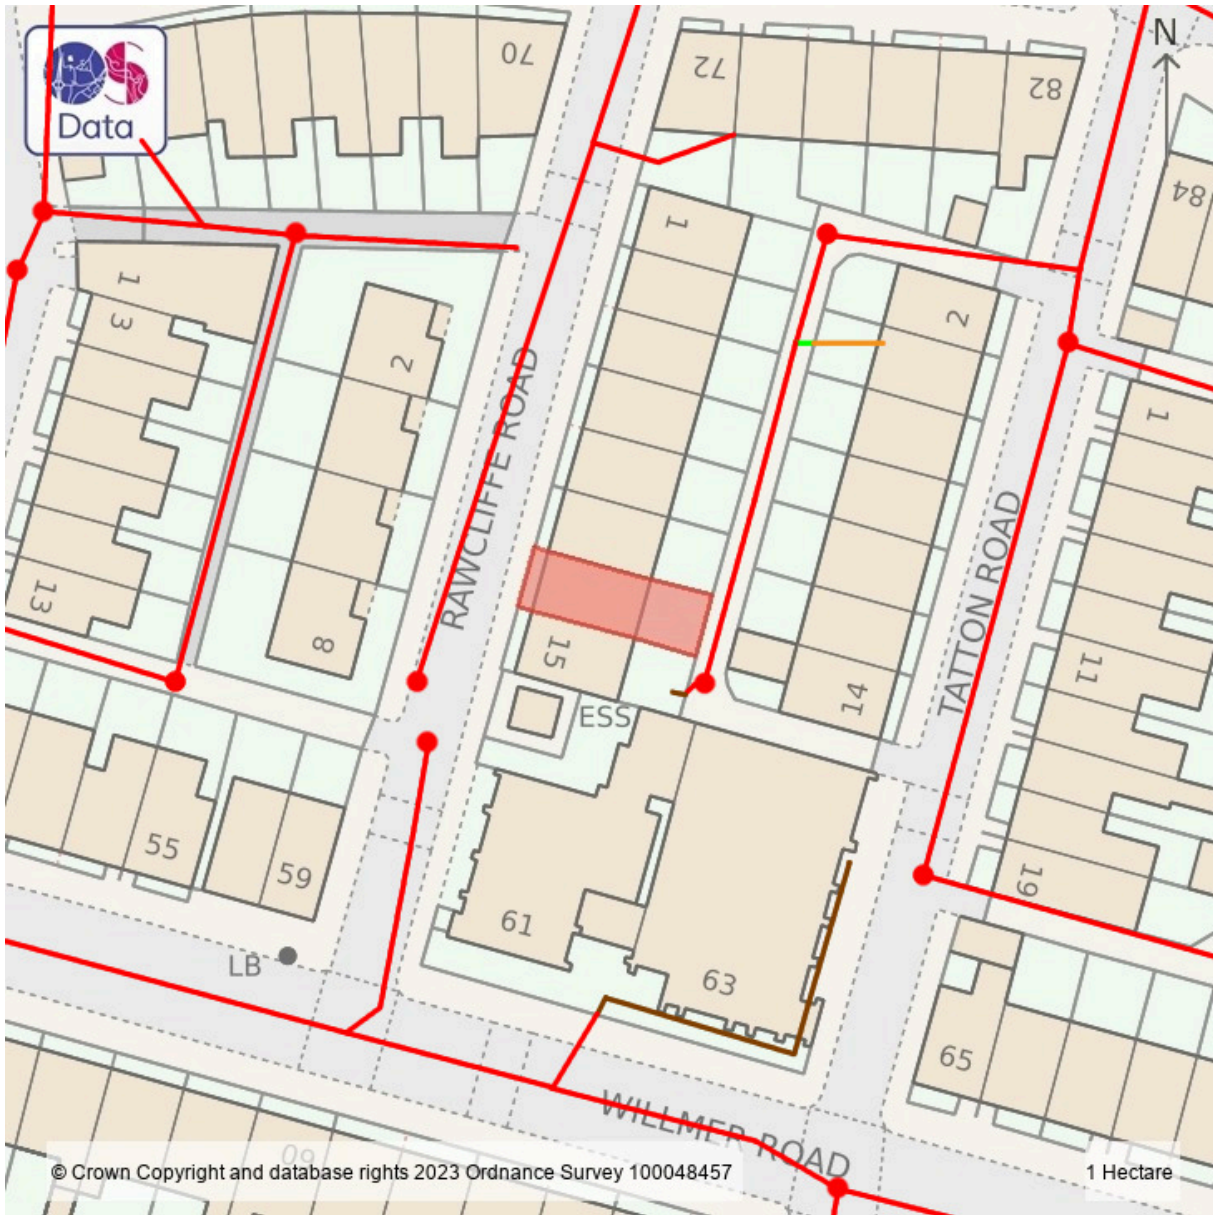 OS
Data
70
72
82
N
84
1
3
13
2
8
RAWCLIFFE ROAD
1
15
ESS
2
14
TATTON ROAD
1
11
19
55
59
LB
61
63
65
WILLMER ROAD
60
© Crown Copyright and database rights 2023 Ordnance Survey 100048457
1 Hectare